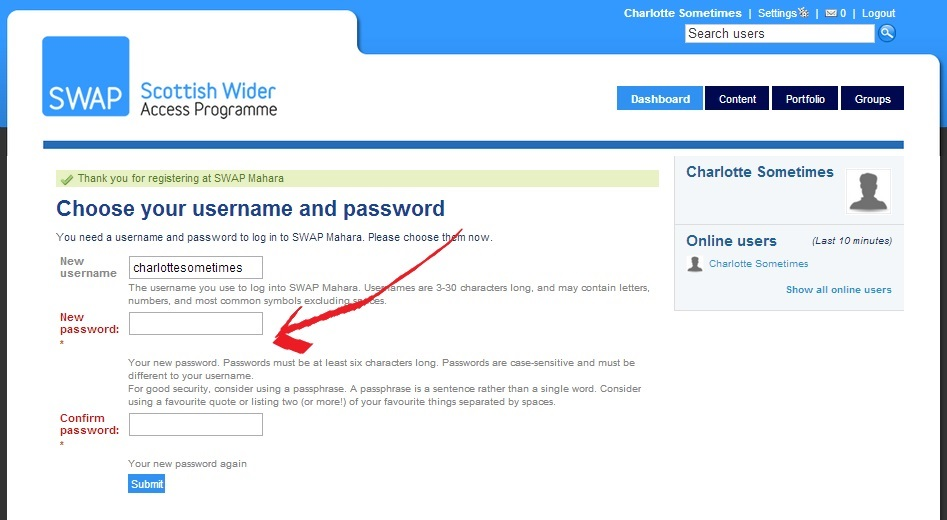 Charlotte Sometimes | Settings | 0 | Logout
Search users
SWAP
Scottish Wider
Access Programme
Dashboard
Content
Portfolio
Groups
Thank you for registering at SWAP Mahara
Choose your username and password
You need a username and password to log in to SWAP Mahara. Please choose them now.
New
username
charlottesometimes
The username you use to log into SWAP Mahara. Usernames are 3-30 characters long, and may contain letters,
numbers, and most common symbols excluding spaces.
New
password:
*
Your new password. Passwords must be at least six characters long. Passwords are case-sensitive and must be
different to your username.
For good security, consider using a passphrase. A passphrase is a sentence rather than a single word. Consider
using a favourite quote or listing two (or more!) of your favourite things separated by spaces.
Confirm
password:
*
Your new password again
Submit
Charlotte Sometimes
Online users (Last 10 minutes)
Charlotte Sometimes
Show all online users